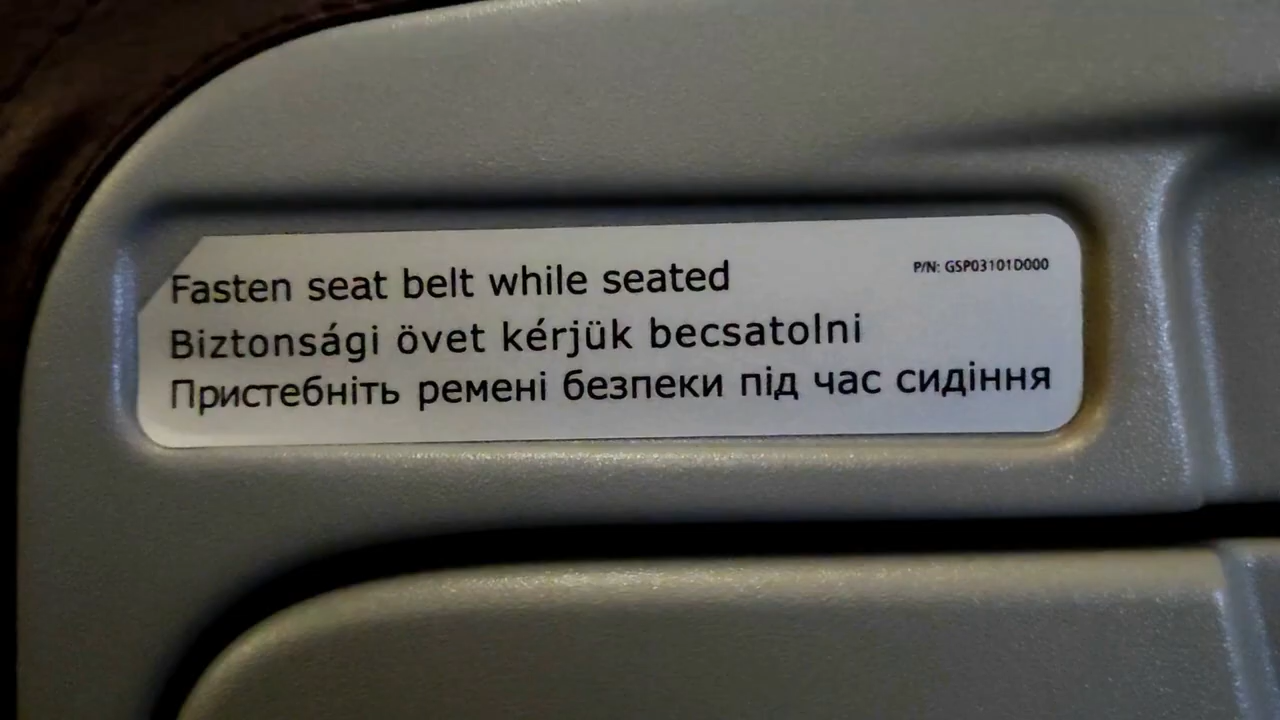 Fasten seat belt while seated
P/N: GSP03101D000
Biztonsági övet kérjük becsatolni
Пристебніть ремені безпеки під час сидіння